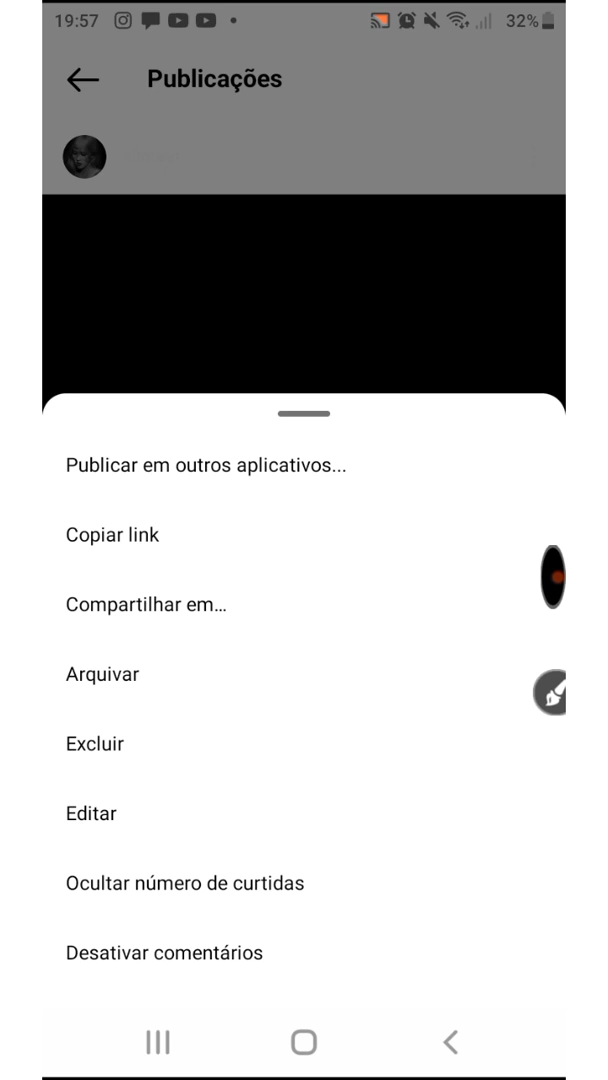 19:57 32%
Publicações
Publicar em outros aplicativos...
Copiar link
Compartilhar em...
Arquivar
Excluir
Editar
Ocultar número de curtidas
Desativar comentários